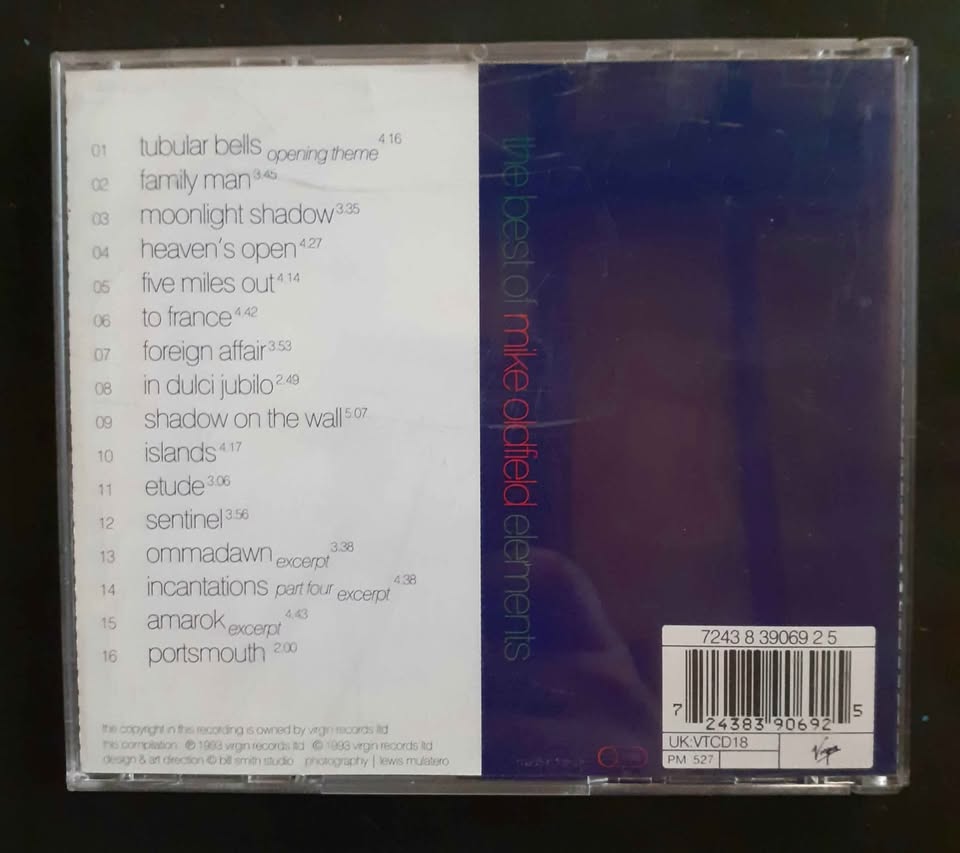 01 tubular bells opening theme 4.16
02 family man 3.45
03 moonlight shadow 3.35
04 heaven's open 4.27
05 five miles out 4.14
06 to france 4.42
07 foreign affair 3.53
08 in dulci jubilo 2.49
09 shadow on the wall 5.07
10 islands 4.17
11 etude 3.06
12 sentinel 3.56
13 ommadawn excerpt 3.38
14 incantations part four excerpt 4.38
15 amarok excerpt 4.43
16 portsmouth 2.00
the copyright in this recording is owned by virgin records ltd
this compilation ℗ 1993 virgin records ltd © 1993 virgin records ltd
design & art direction © bill smith studio photography | lewis mulatero
the best of mike oldfield elements
7243 8 39069 2 5
7 24383 90692 5
UK:VTCD18
PM 527
Virgin